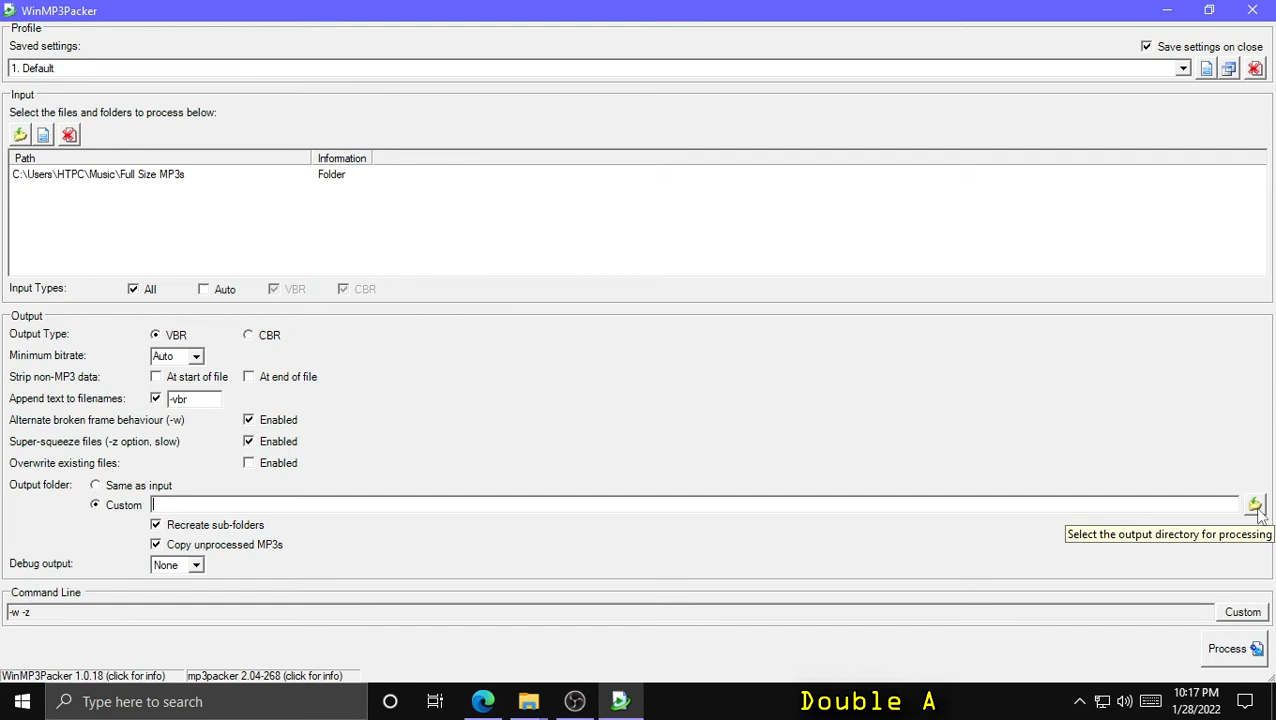 WinMP3Packer
Profile
Saved settings:
Save settings on close
1. Default
Input
Select the files and folders to process below:
Path Information
C:\Users\HTPC\Music\Full Size MP3s Folder
Input Types: All Auto VBR CBR
Output
Output Type: VBR CBR
Minimum bitrate: Auto
Strip non-MP3 data: At start of file At end of file
Append text to filenames: -vbr
Alternate broken frame behaviour (-w) Enabled
Super-squeeze files (-z option, slow) Enabled
Overwrite existing files: Enabled
Output folder: Same as input
Custom
Recreate sub-folders
Select the output directory for processing
Copy unprocessed MP3s
Debug output: None
Command Line
-w -z Custom
Process
WinMP3Packer 1.0.18 (click for info) mp3packer 2.04-268 (click for info)
Type here to search
Double A
10:17 PM
1/28/2022